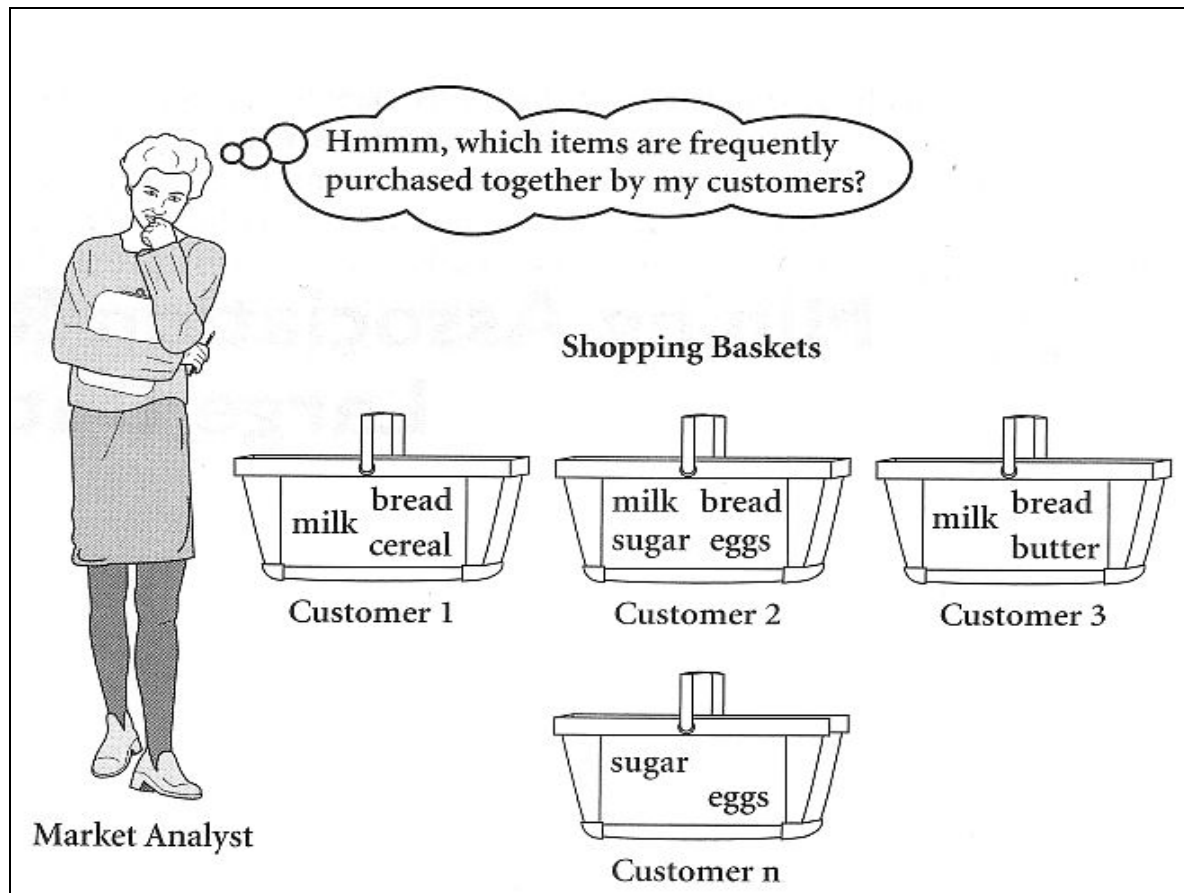 Hmmm, which items are frequently
purchased together by my customers?
Shopping Baskets
bread
milk
cereal
milk bread
sugar eggs
bread
milk
butter
Customer 1
Customer 2
Customer 3
sugar
eggs
Customer n
Market Analyst